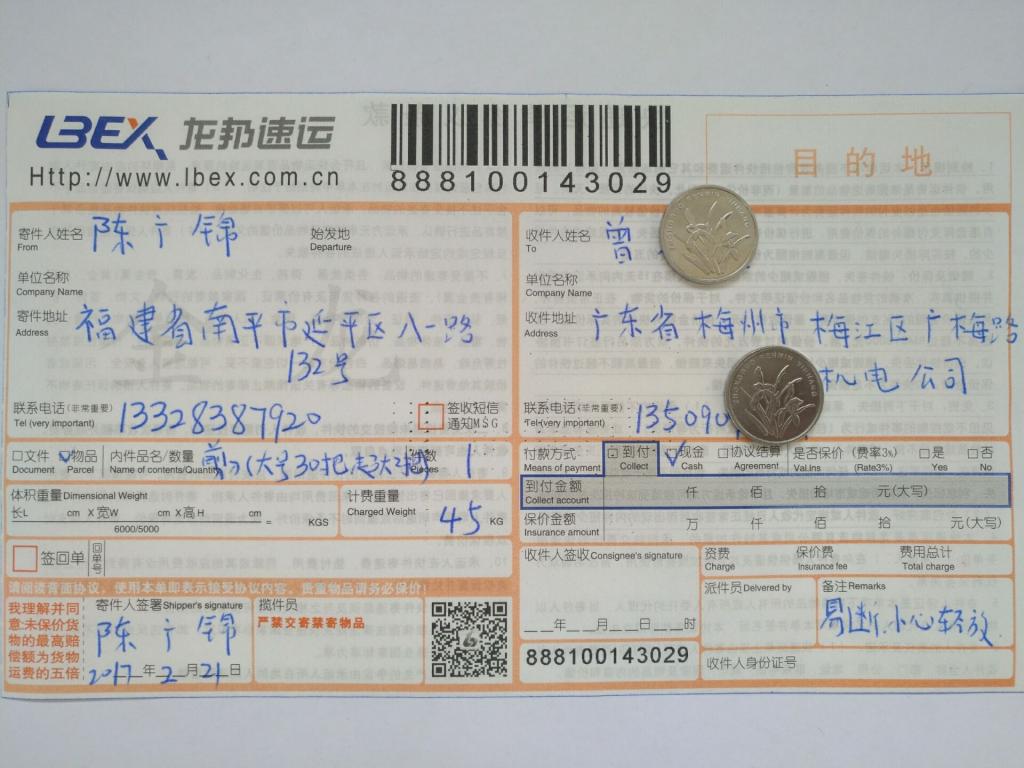 LBEX 龙邦速运
Http://www.lbex.com.cn
888100143029
目的地
寄件人姓名 From 陈广锦 始发地 Departure
单位名称 Company Name
寄件地址 Address 福建省南平市延平区八一路
132号
联系电话(非常重要) Tel (very important) 13328387920 签收短信通知MSG
文件 Document 物品 Parcel 内件品名/数量 Name of contents/Quantity 剪刀(大号30把, 件数 Pieces 1
体积重量 Dimensional Weight
长L cm X宽W cm X高H cm = KGS
6000/5000
计费重量 Charged Weight 45 KG
签回单 回单号
请阅读背面协议,使用本单即表示接受协议内容。贵重物品请务必保价!
我理解并同
意:未保价货
物的最高赔
偿额为货物
运费的五倍
寄件人签署 Shipper's signature
陈广锦
2017年2月21日
揽件员
严禁交寄禁寄物品
收件人姓名 To 曾
单位名称 Company Name
收件地址 Address 广东省梅州市梅江区广梅路
机电公司
联系电话(非常重要) Tel (very important) 135090
付款方式 Means of payment 到付 Collect 现金 Cash 协议结算 Agreement 是否保价(费率3%) Val.ins (Rate3%) 是 Yes 否 No
到付金额 Collect account 仟 佰 拾 元(大写)
保价金额 Insurance amount 万 仟 佰 拾 元(大写)
收件人签收 Consignee's signature
年 月 日 时
资费 Charge 保价费 Insurance fee 费用总计 Total charge
派件员 Delivered by
备注 Remarks
易断,小心轻放
888100143029
收件人身份证号